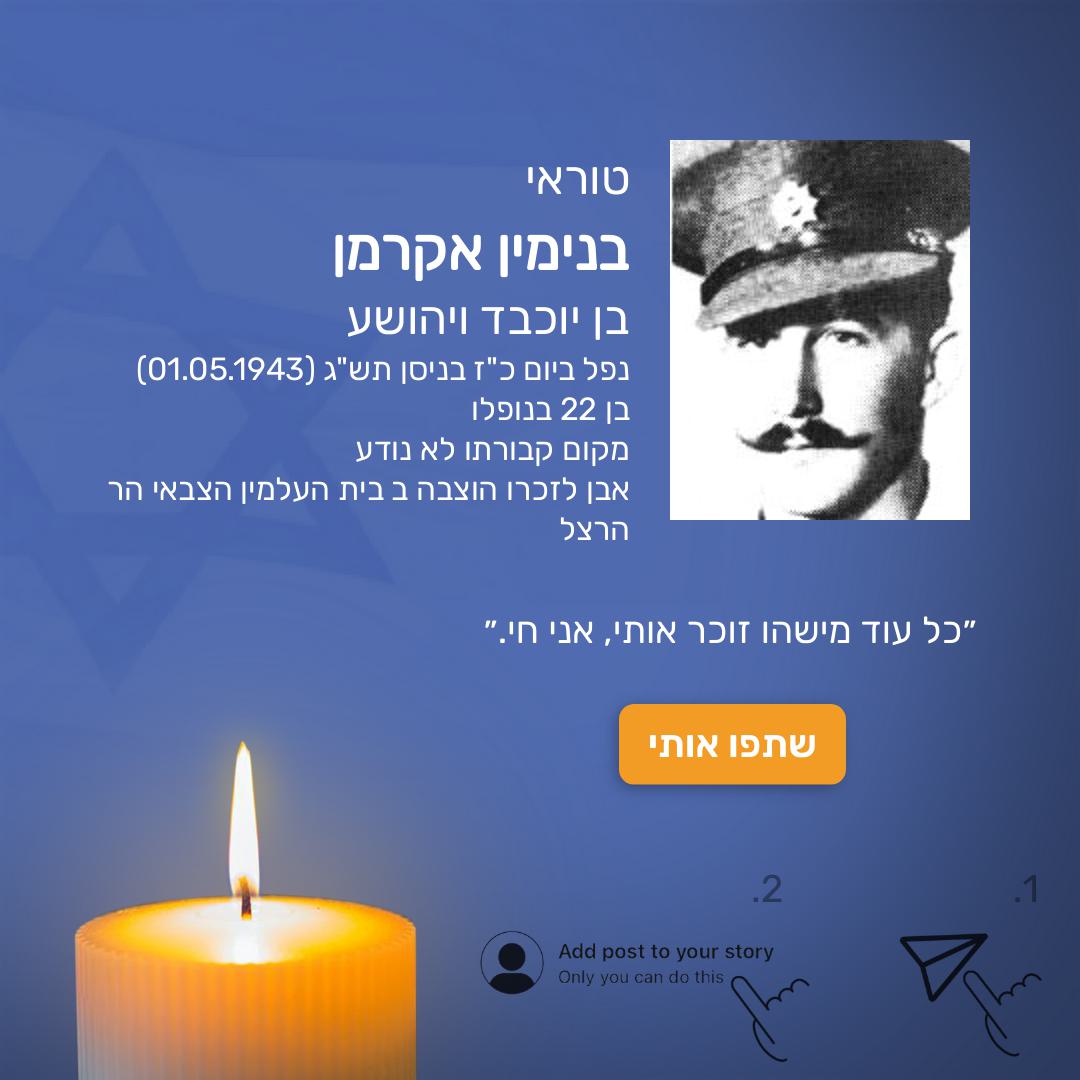 טוראי
בנימין אקרמן
בן יוכבד ויהושע
נפל ביום כ"ז בניסן תש"ג (01.05.1943)
בן 22 בנופלו
מקום קבורתו לא נודע
אבן לזכרו הוצבה ב בית העלמין הצבאי הר
הרצל
״כל עוד מישהו זוכר אותי, אני חי.״
שתפו אותי
1.
2.
Add post to your story
Only you can do this